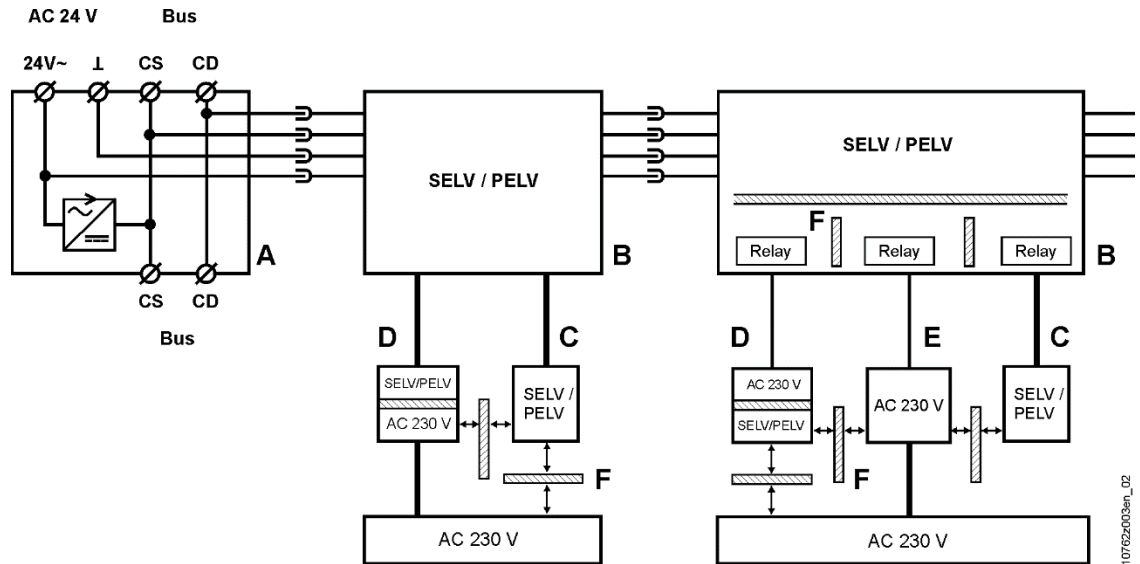 AC 24 V Bus
24V~ ⊥ CS CD
A
CS CD
Bus
SELV / PELV
B
D C
SELV/PELV
AC 230 V
SELV /
PELV
F
AC 230 V
SELV / PELV
F
Relay Relay Relay
B
D E C
AC 230 V
SELV/PELV
AC 230 V
SELV /
PELV
F
AC 230 V
10762z003en_02